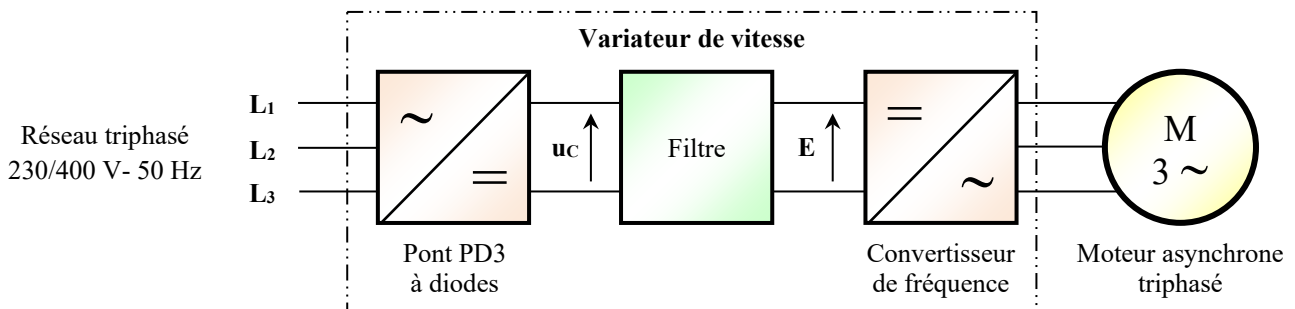 Variateur de vitesse
Réseau triphasé
230/400 V- 50 Hz
L1
L2
L3
~
=
uC
Filtre
E
=
~
M
3 ~
Pont PD3
à diodes
Convertisseur
de fréquence
Moteur asynchrone
triphasé